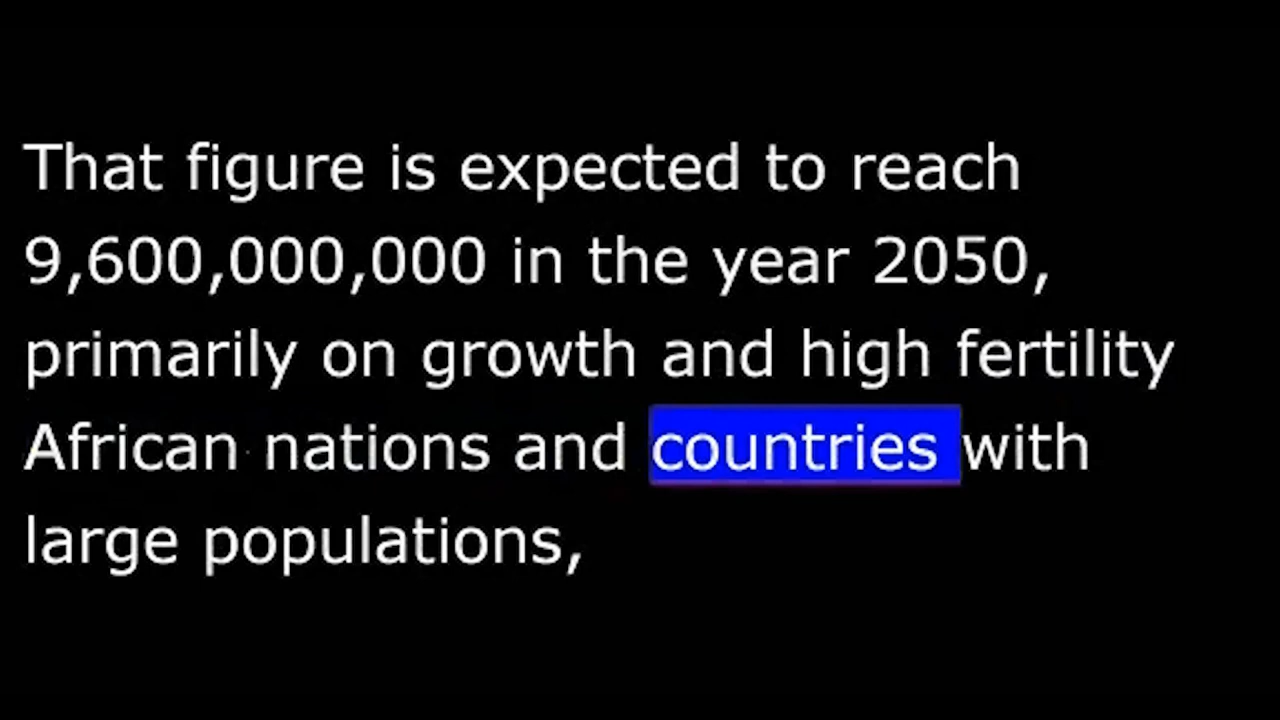 That figure is expected to reach
9,600,000,000 in the year 2050,
primarily on growth and high fertility
African nations and countries with
large populations,